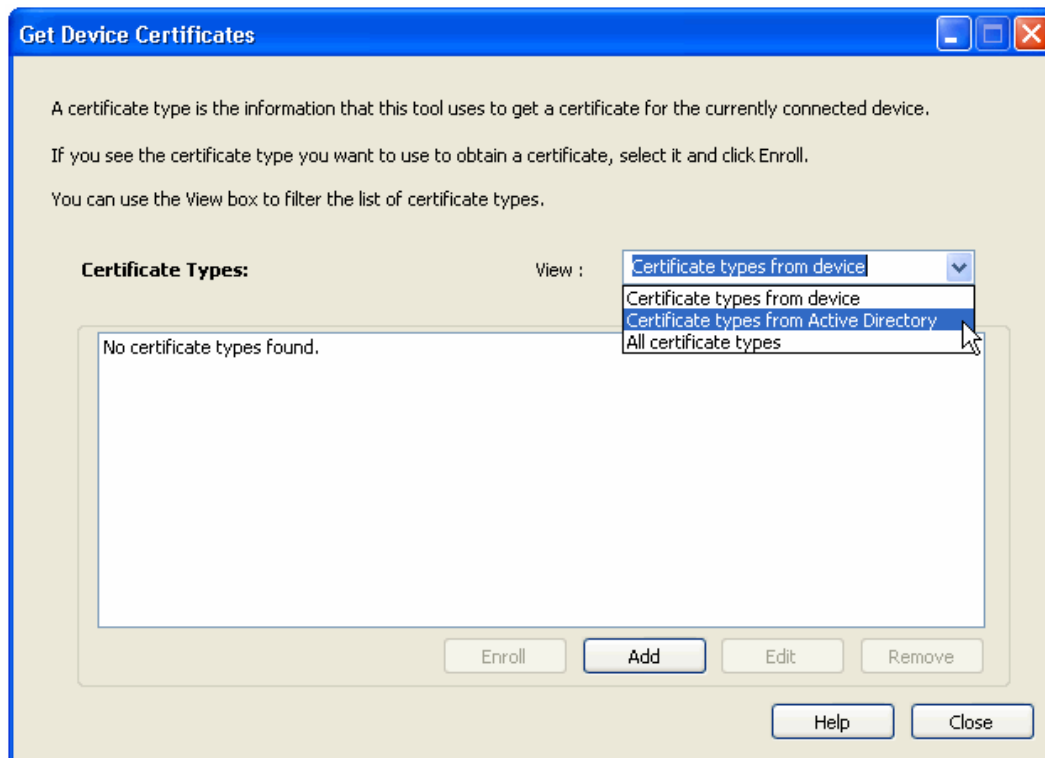 Get Device Certificates
A certificate type is the information that this tool uses to get a certificate for the currently connected device.
If you see the certificate type you want to use to obtain a certificate, select it and click Enroll.
You can use the View box to filter the list of certificate types.
Certificate Types: View : Certificate types from device
Certificate types from device
Certificate types from Active Directory
All certificate types
No certificate types found.
Enroll Add Edit Remove
Help Close